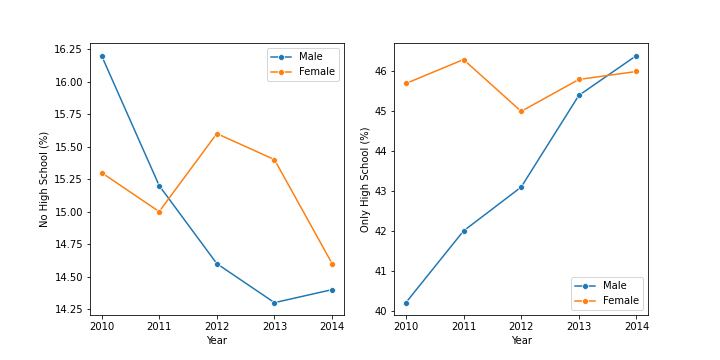 No High School (%)
16.25
16.00
15.75
15.50
15.25
15.00
14.75
14.50
14.25
2010 2011 2012 2013 2014
Year
Male
Female
Only High School (%)
46
45
44
43
42
41
40
2010 2011 2012 2013 2014
Year
Male
Female